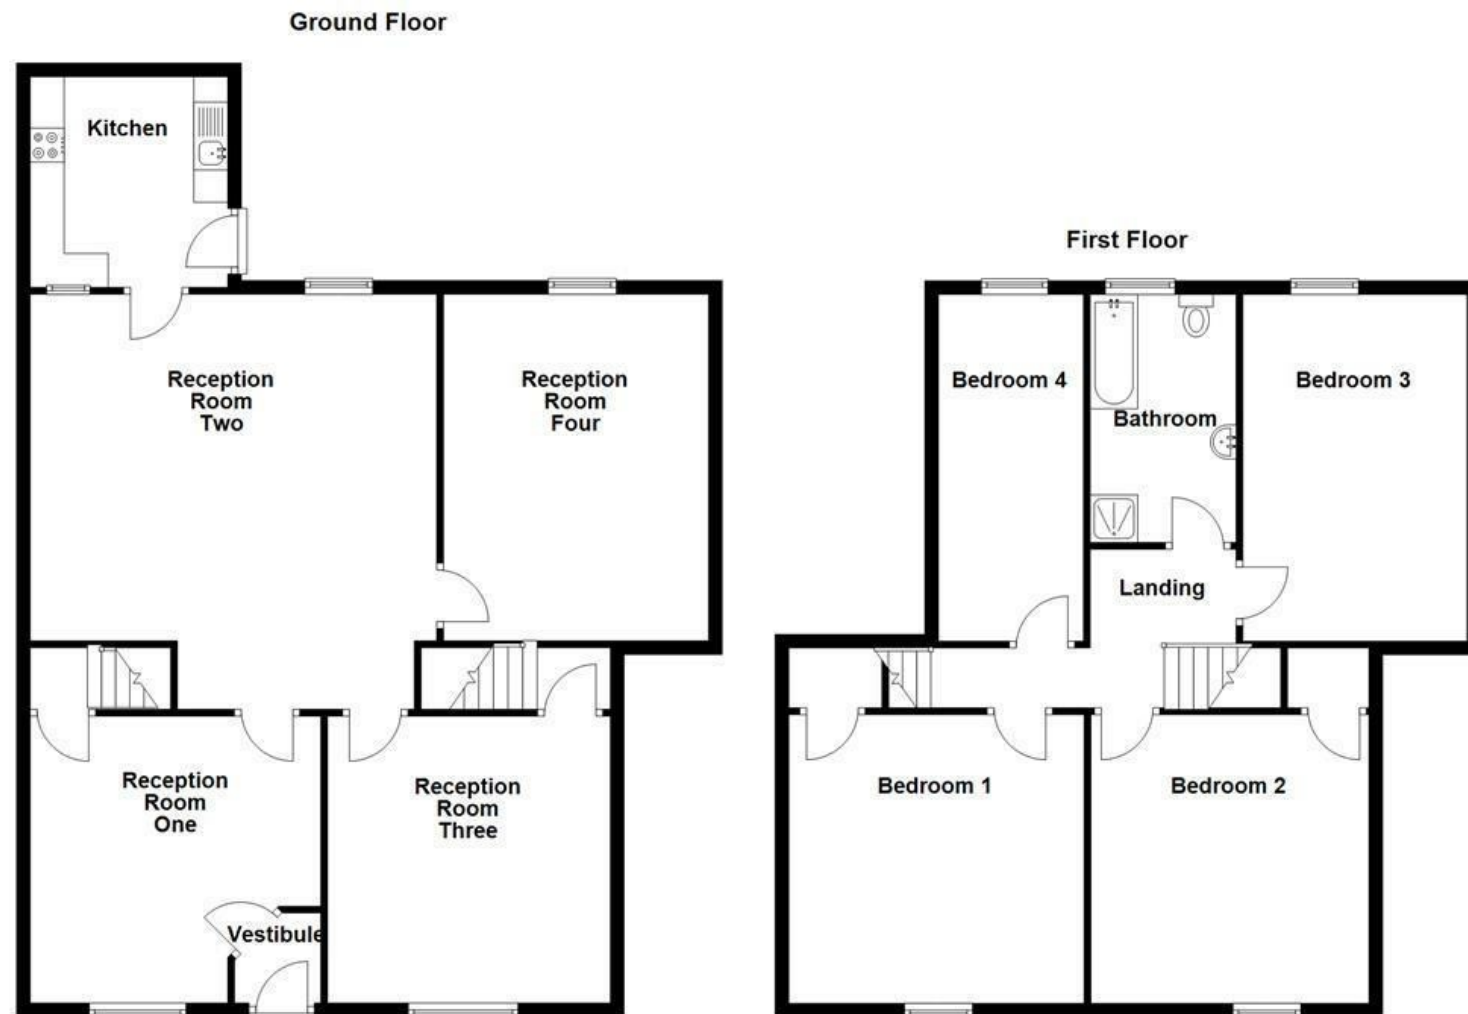 Ground Floor
Kitchen
Reception
Room
Two
Reception
Room
Four
Reception
Room
One
Reception
Room
Three
Vestibule
First Floor
Bedroom 4
Bathroom
Bedroom 3
Landing
Bedroom 1
Bedroom 2